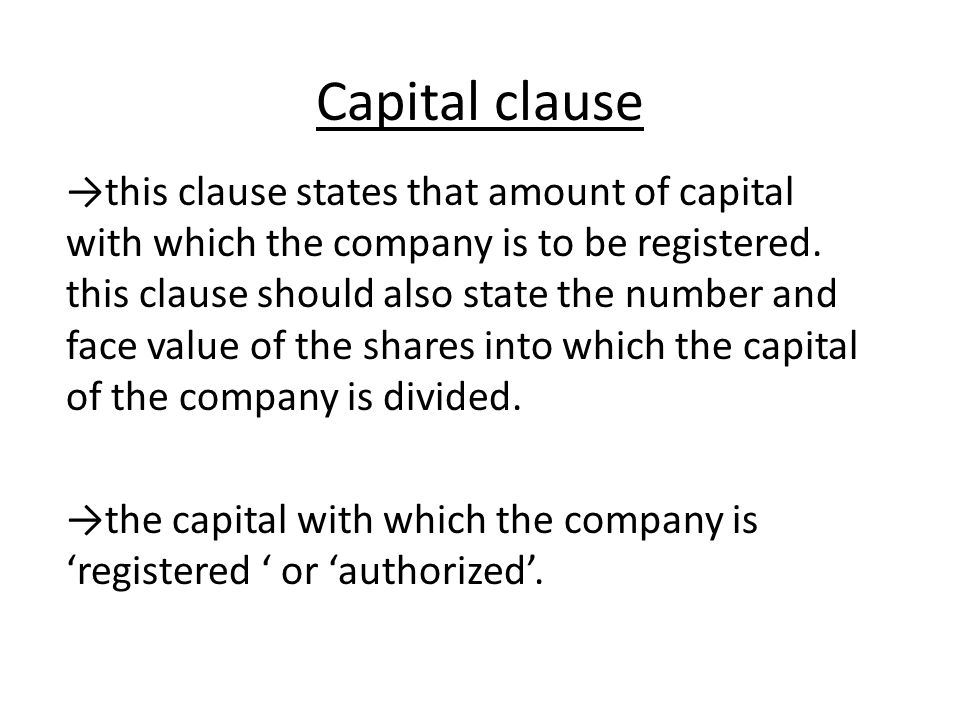 Capital clause
→this clause states that amount of capital
with which the company is to be registered.
this clause should also state the number and
face value of the shares into which the capital
of the company is divided.
→the capital with which the company is
‘registered ‘ or ‘authorized’.